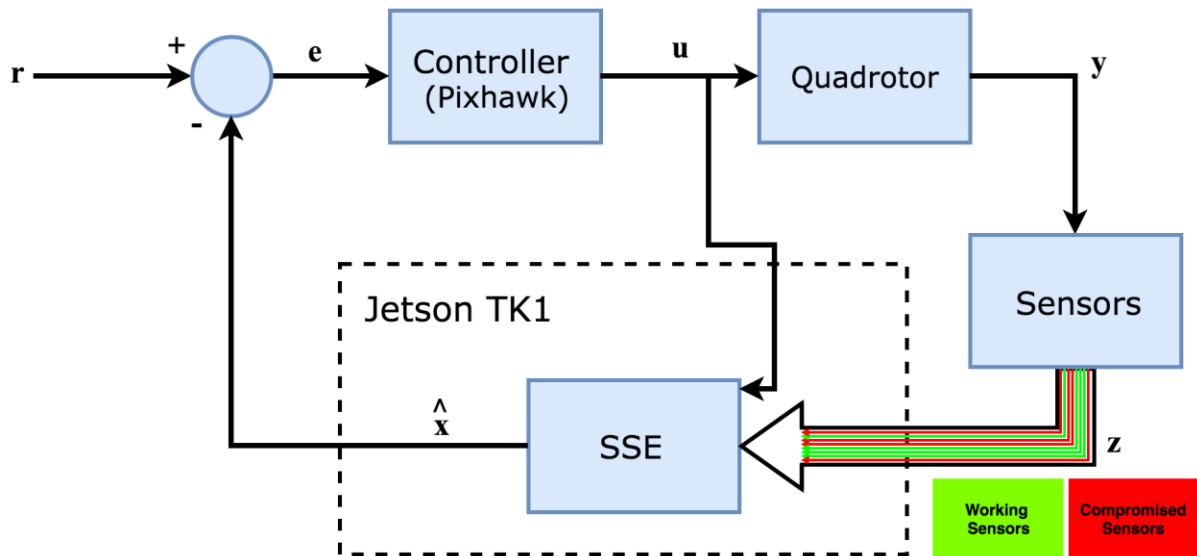 r
+
-
e
Controller
(Pixhawk)
u
Quadrotor
y
Sensors
Jetson TK1
SSE
x̂
z
Working
Sensors
Compromised
Sensors